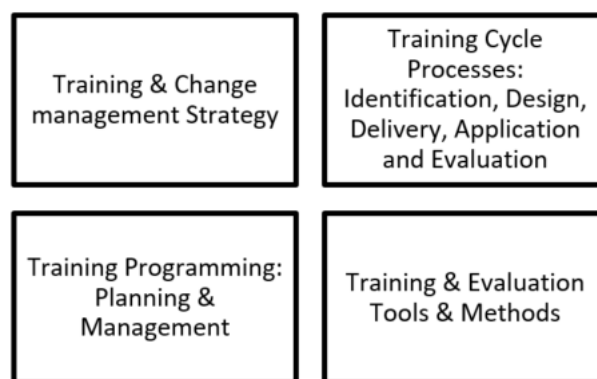 Training & Change
management Strategy
Training Cycle
Processes:
Identification, Design,
Delivery, Application
and Evaluation
Training Programming:
Planning &
Management
Training & Evaluation
Tools & Methods